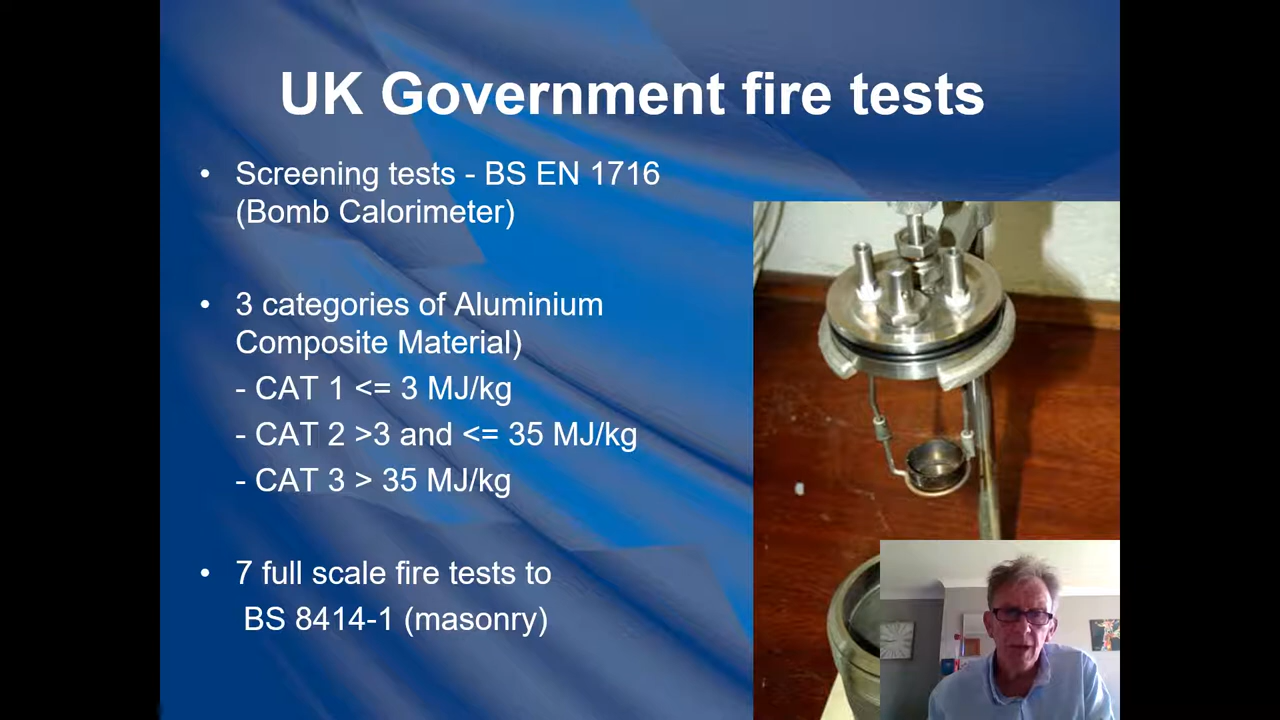 UK Government fire tests
• Screening tests - BS EN 1716
(Bomb Calorimeter)
• 3 categories of Aluminium
Composite Material)
- CAT 1 <= 3 MJ/kg
- CAT 2 >3 and <= 35 MJ/kg
- CAT 3 > 35 MJ/kg
• 7 full scale fire tests to
BS 8414-1 (masonry)